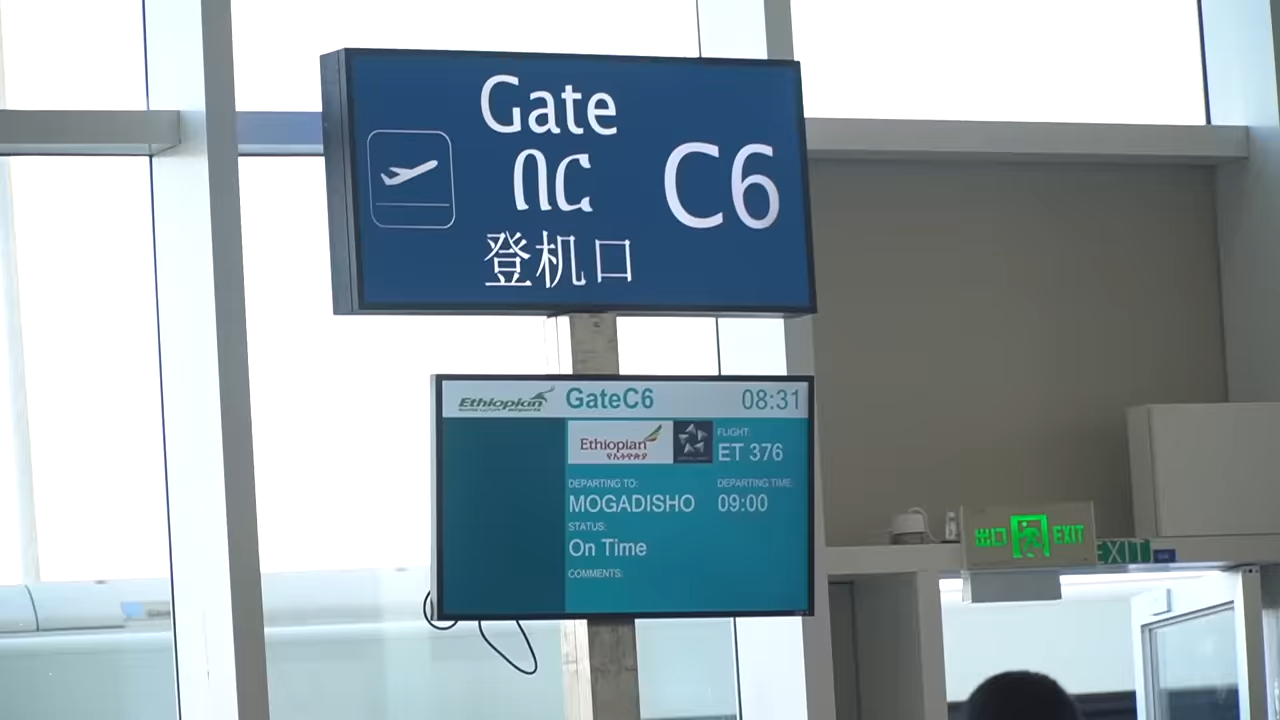 Gate
በር
登机口
C6
Ethiopian
GateC6
08:31
Ethiopian
የኢትዮጵያ
FLIGHT:
ET 376
DEPARTING TO:
DEPARTING TIME:
MOGADISHO
09:00
STATUS:
On Time
COMMENTS:
出口 EXIT
EXIT